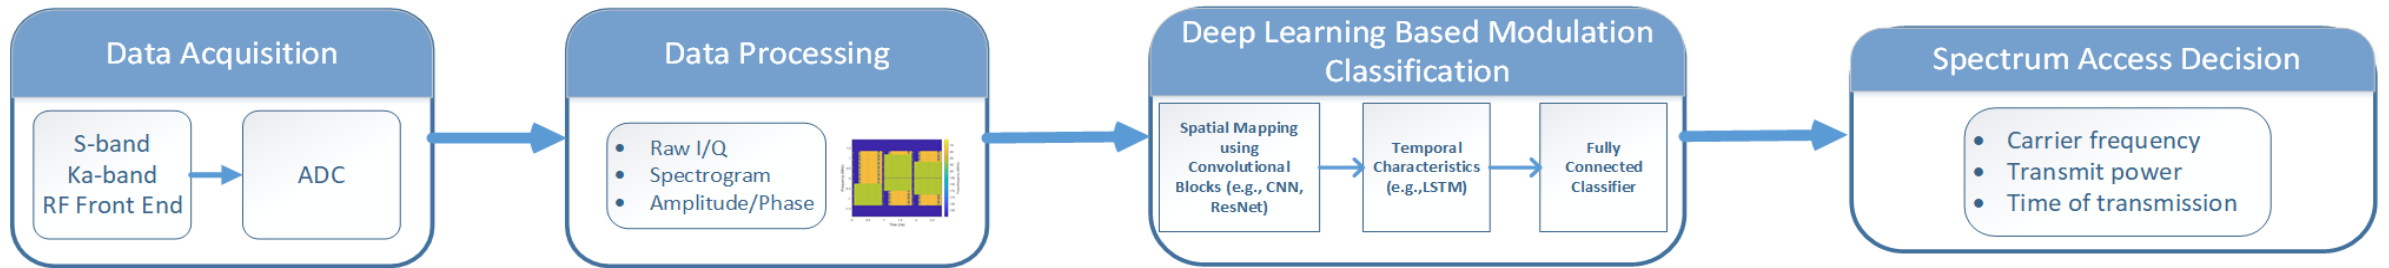 Data Acquisition
S-band
Ka-band
RF Front End
ADC
Data Processing
• Raw I/Q
• Spectrogram
• Amplitude/Phase
Deep Learning Based Modulation
Classification
Spatial Mapping
using
Convolutional
Blocks (e.g., CNN,
ResNet)
Temporal
Characteristics
(e.g.,LSTM)
Fully
Connected
Classifier
Spectrum Access Decision
• Carrier frequency
• Transmit power
• Time of transmission